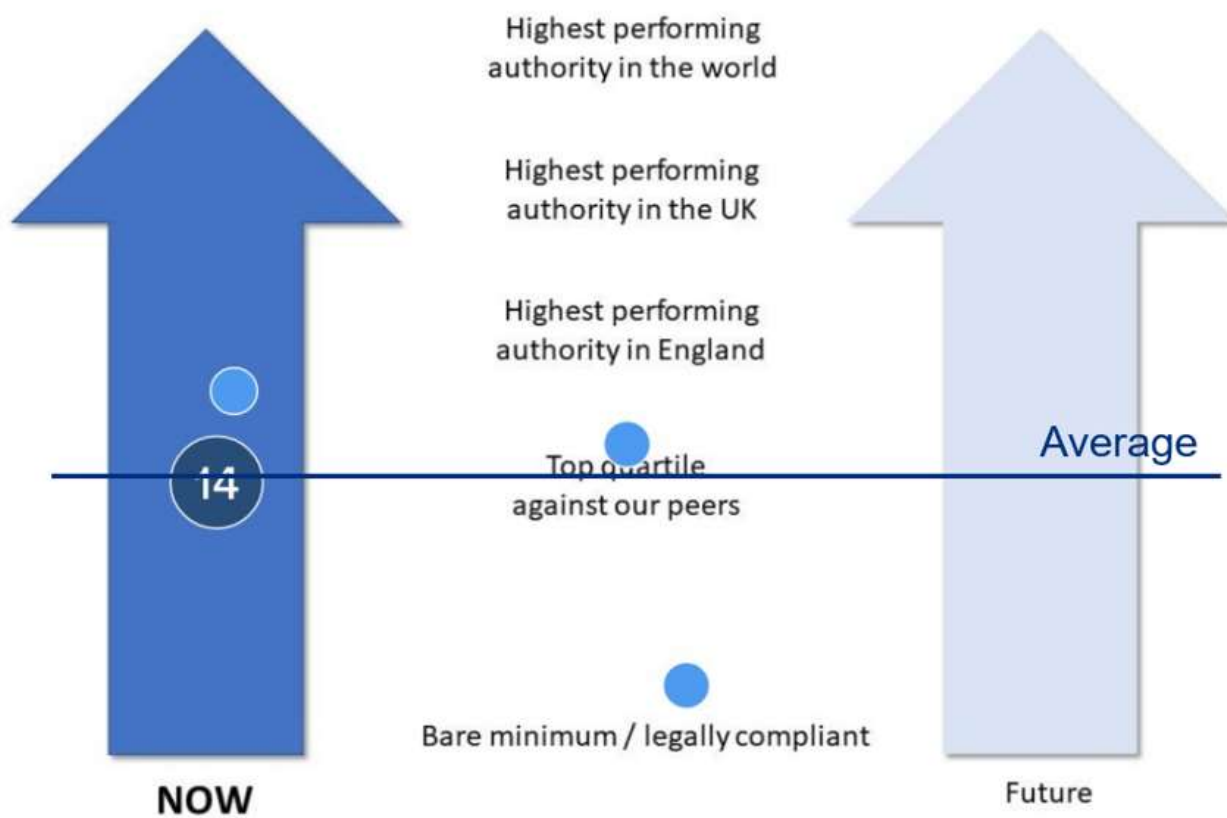 Highest performing
authority in the world
Highest performing
authority in the UK
Highest performing
authority in England
Average
14
Top quartile
against our peers
Bare minimum / legally compliant
NOW
Future